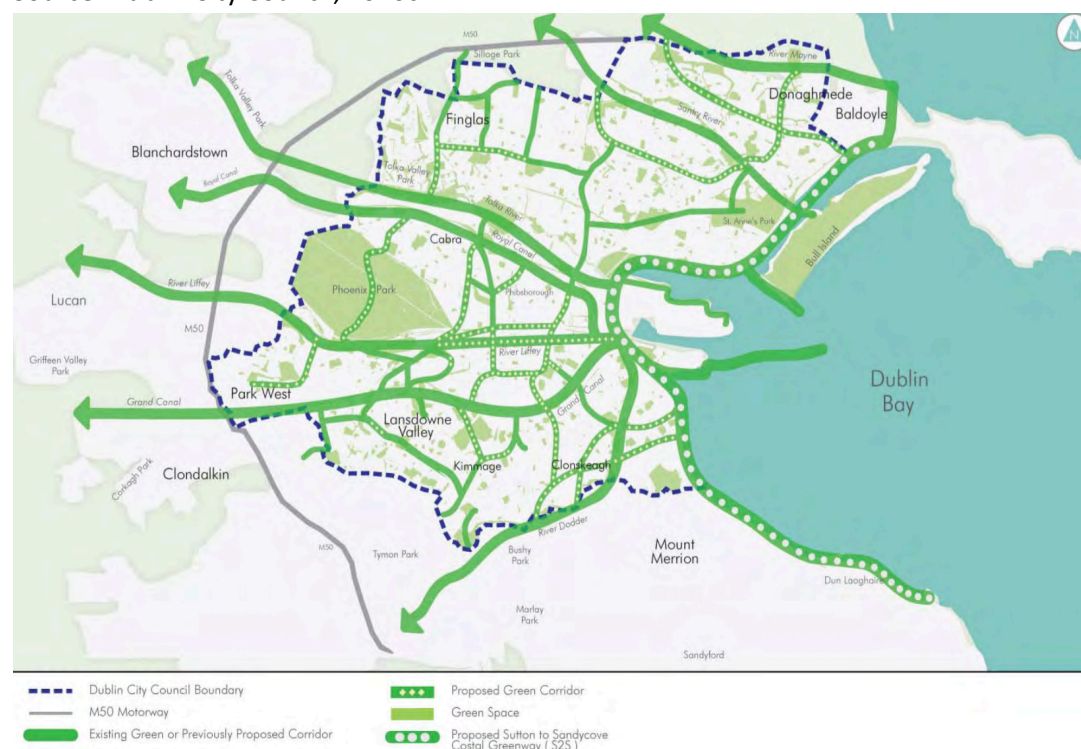 M50
Sillage Park
River Mayne
N
Tolka Valley Park
Donaghmede
Santry River
Baldoyle
Finglas
Blanchardstown
Tolka Valley
Park
Royal Canal
Tolka River
St. Anne's Park
Bull Island
Cabra
Royal Canal
Phoenix Park
Phibsborough
River Liffey
Lucan
M50
River Liffey
Griffeen Valley
Park
Dublin
Bay
Park West
Grand Canal
Grand Canal
Lansdowne
Valley
Kimmage
Clonskeagh
Corkagh Park
Clondalkin
River Dodder
M50
Tymon Park
Bushy
Park
Mount
Merrion
Dun Laoghaire
Marlay
Park
Sandyford
Dublin City Council Boundary
M50 Motorway
Existing Green or Previously Proposed Corridor
Proposed Green Corridor
Green Space
Proposed Sutton to Sandycove
Costal Greenway ( S2S )